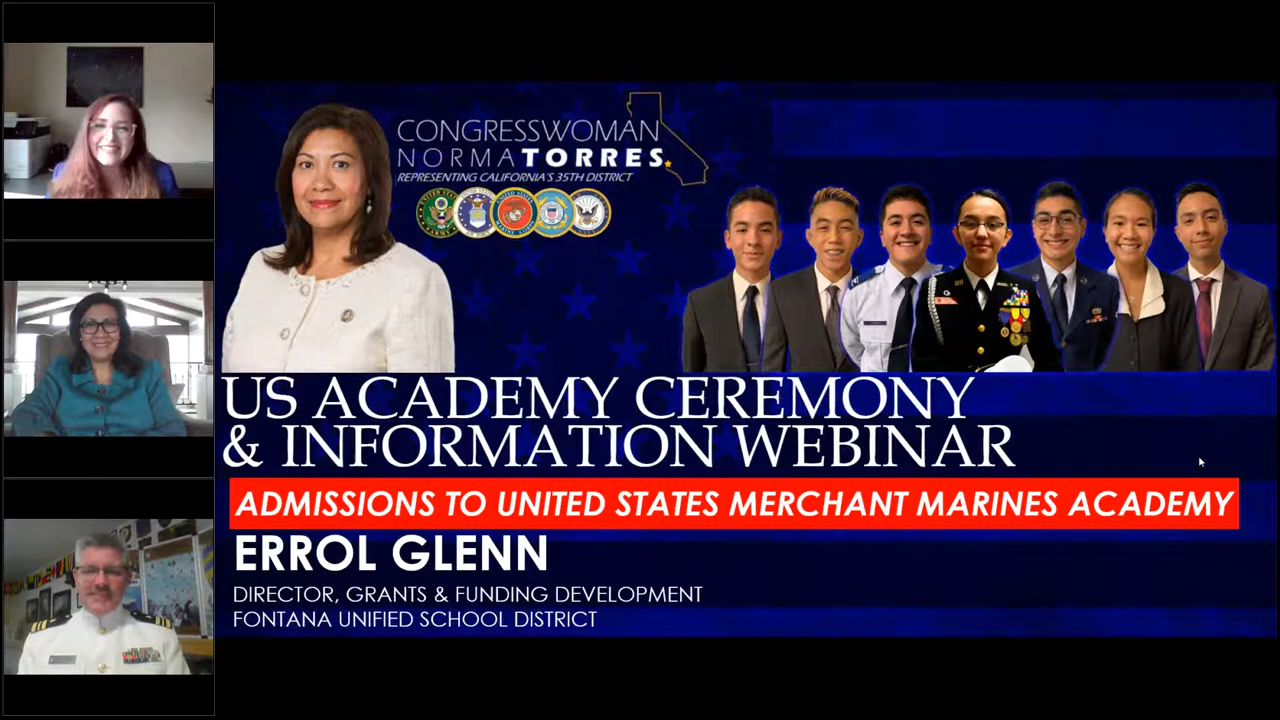 CONGRESSWOMAN
NORMATORRES
REPRESENTING CALIFORNIA'S 35TH DISTRICT
US ACADEMY CEREMONY
& INFORMATION WEBINAR
ADMISSIONS TO UNITED STATES MERCHANT MARINES ACADEMY
ERROL GLENN
DIRECTOR, GRANTS & FUNDING DEVELOPMENT
FONTANA UNIFIED SCHOOL DISTRICT